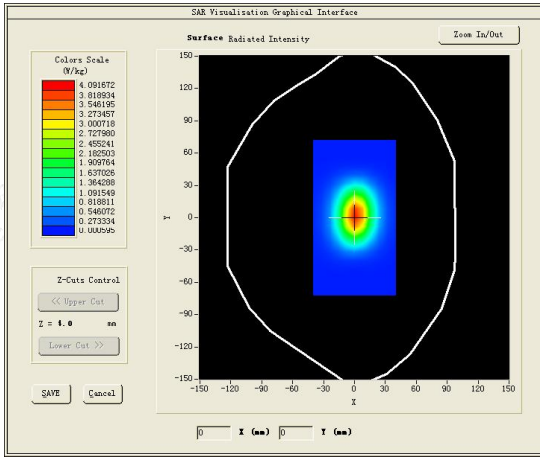 SAR Visualisation Graphical Interface
Surface Radiated Intensity
Zoom In/Out
Colors Scale
(W/kg)
4.091672
3.818934
3.546195
3.273457
3.000718
2.727980
2.455241
2.182503
1.909764
1.637026
1.364288
1.091549
0.818811
0.546072
0.273334
0.000595
Z-Cuts Control
<< Upper Cut
Z = 4.0 mm
Lower Cut >>
SAVE Cancel
150
120
90
60
30
0
-30
-60
-90
-120
-150
Y
-150 -120 -90 -60 -30 0 30 60 90 120 150
X
0 X (mm) 0 Y (mm)